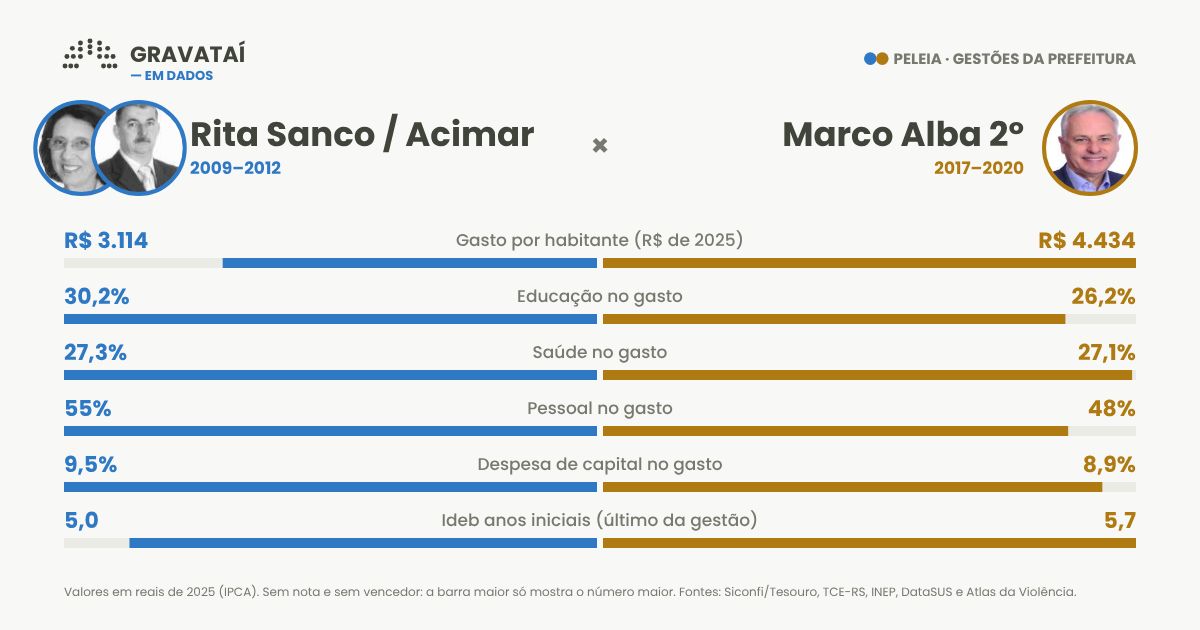 GRAVATAÍ
— EM DADOS
PELEIA · GESTÕES DA PREFEITURA
Rita Sanco / Acimar
2009–2012
✖
Marco Alba 2º
2017–2020
R$ 3.114 Gasto por habitante (R$ de 2025) R$ 4.434
30,2% Educação no gasto 26,2%
27,3% Saúde no gasto 27,1%
55% Pessoal no gasto 48%
9,5% Despesa de capital no gasto 8,9%
5,0 Ideb anos iniciais (último da gestão) 5,7
Valores em reais de 2025 (IPCA). Sem nota e sem vencedor: a barra maior só mostra o número maior. Fontes: Siconfi/Tesouro, TCE-RS, INEP, DataSUS e Atlas da Violência.